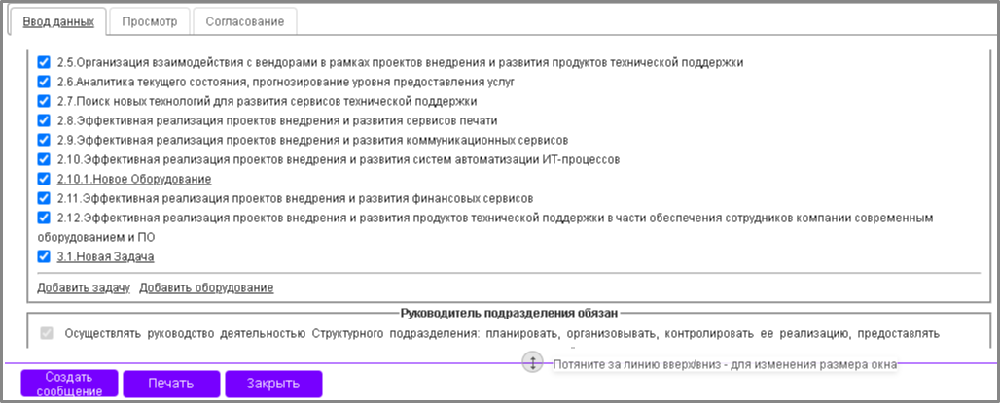 Ввод данных Просмотр Согласование
2.5.Организация взаимодействия с вендорами в рамках проектов внедрения и развития продуктов технической поддержки
2.6.Аналитика текущего состояния, прогнозирование уровня предоставления услуг
2.7.Поиск новых технологий для развития сервисов технической поддержки
2.8.Эффективная реализация проектов внедрения и развития сервисов печати
2.9.Эффективная реализация проектов внедрения и развития коммуникационных сервисов
2.10.Эффективная реализация проектов внедрения и развития систем автоматизации ИТ-процессов
2.10.1.Новое Оборудование
2.11.Эффективная реализация проектов внедрения и развития финансовых сервисов
2.12.Эффективная реализация проектов внедрения и развития продуктов технической поддержки в части обеспечения сотрудников компании современным
оборудованием и ПО
3.1.Новая Задача
Добавить задачу Добавить оборудование
Руководитель подразделения обязан
Осуществлять руководство деятельностью Структурного подразделения: планировать, организовывать, контролировать ее реализацию, предоставлять
Потяните за линию вверх/вниз - для изменения размера окна
Создать
сообщение
Печать
Закрыть